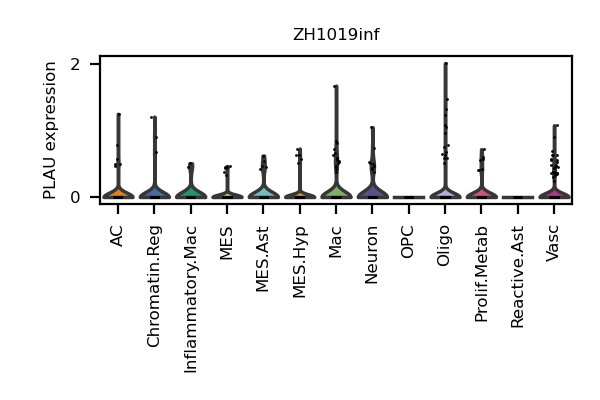 ZH1019inf
PLAU expression
2
0
AC
Chromatin.Reg
Inflammatory.Mac
MES
MES.Ast
MES.Hyp
Mac
Neuron
OPC
Oligo
Prolif.Metab
Reactive.Ast
Vasc